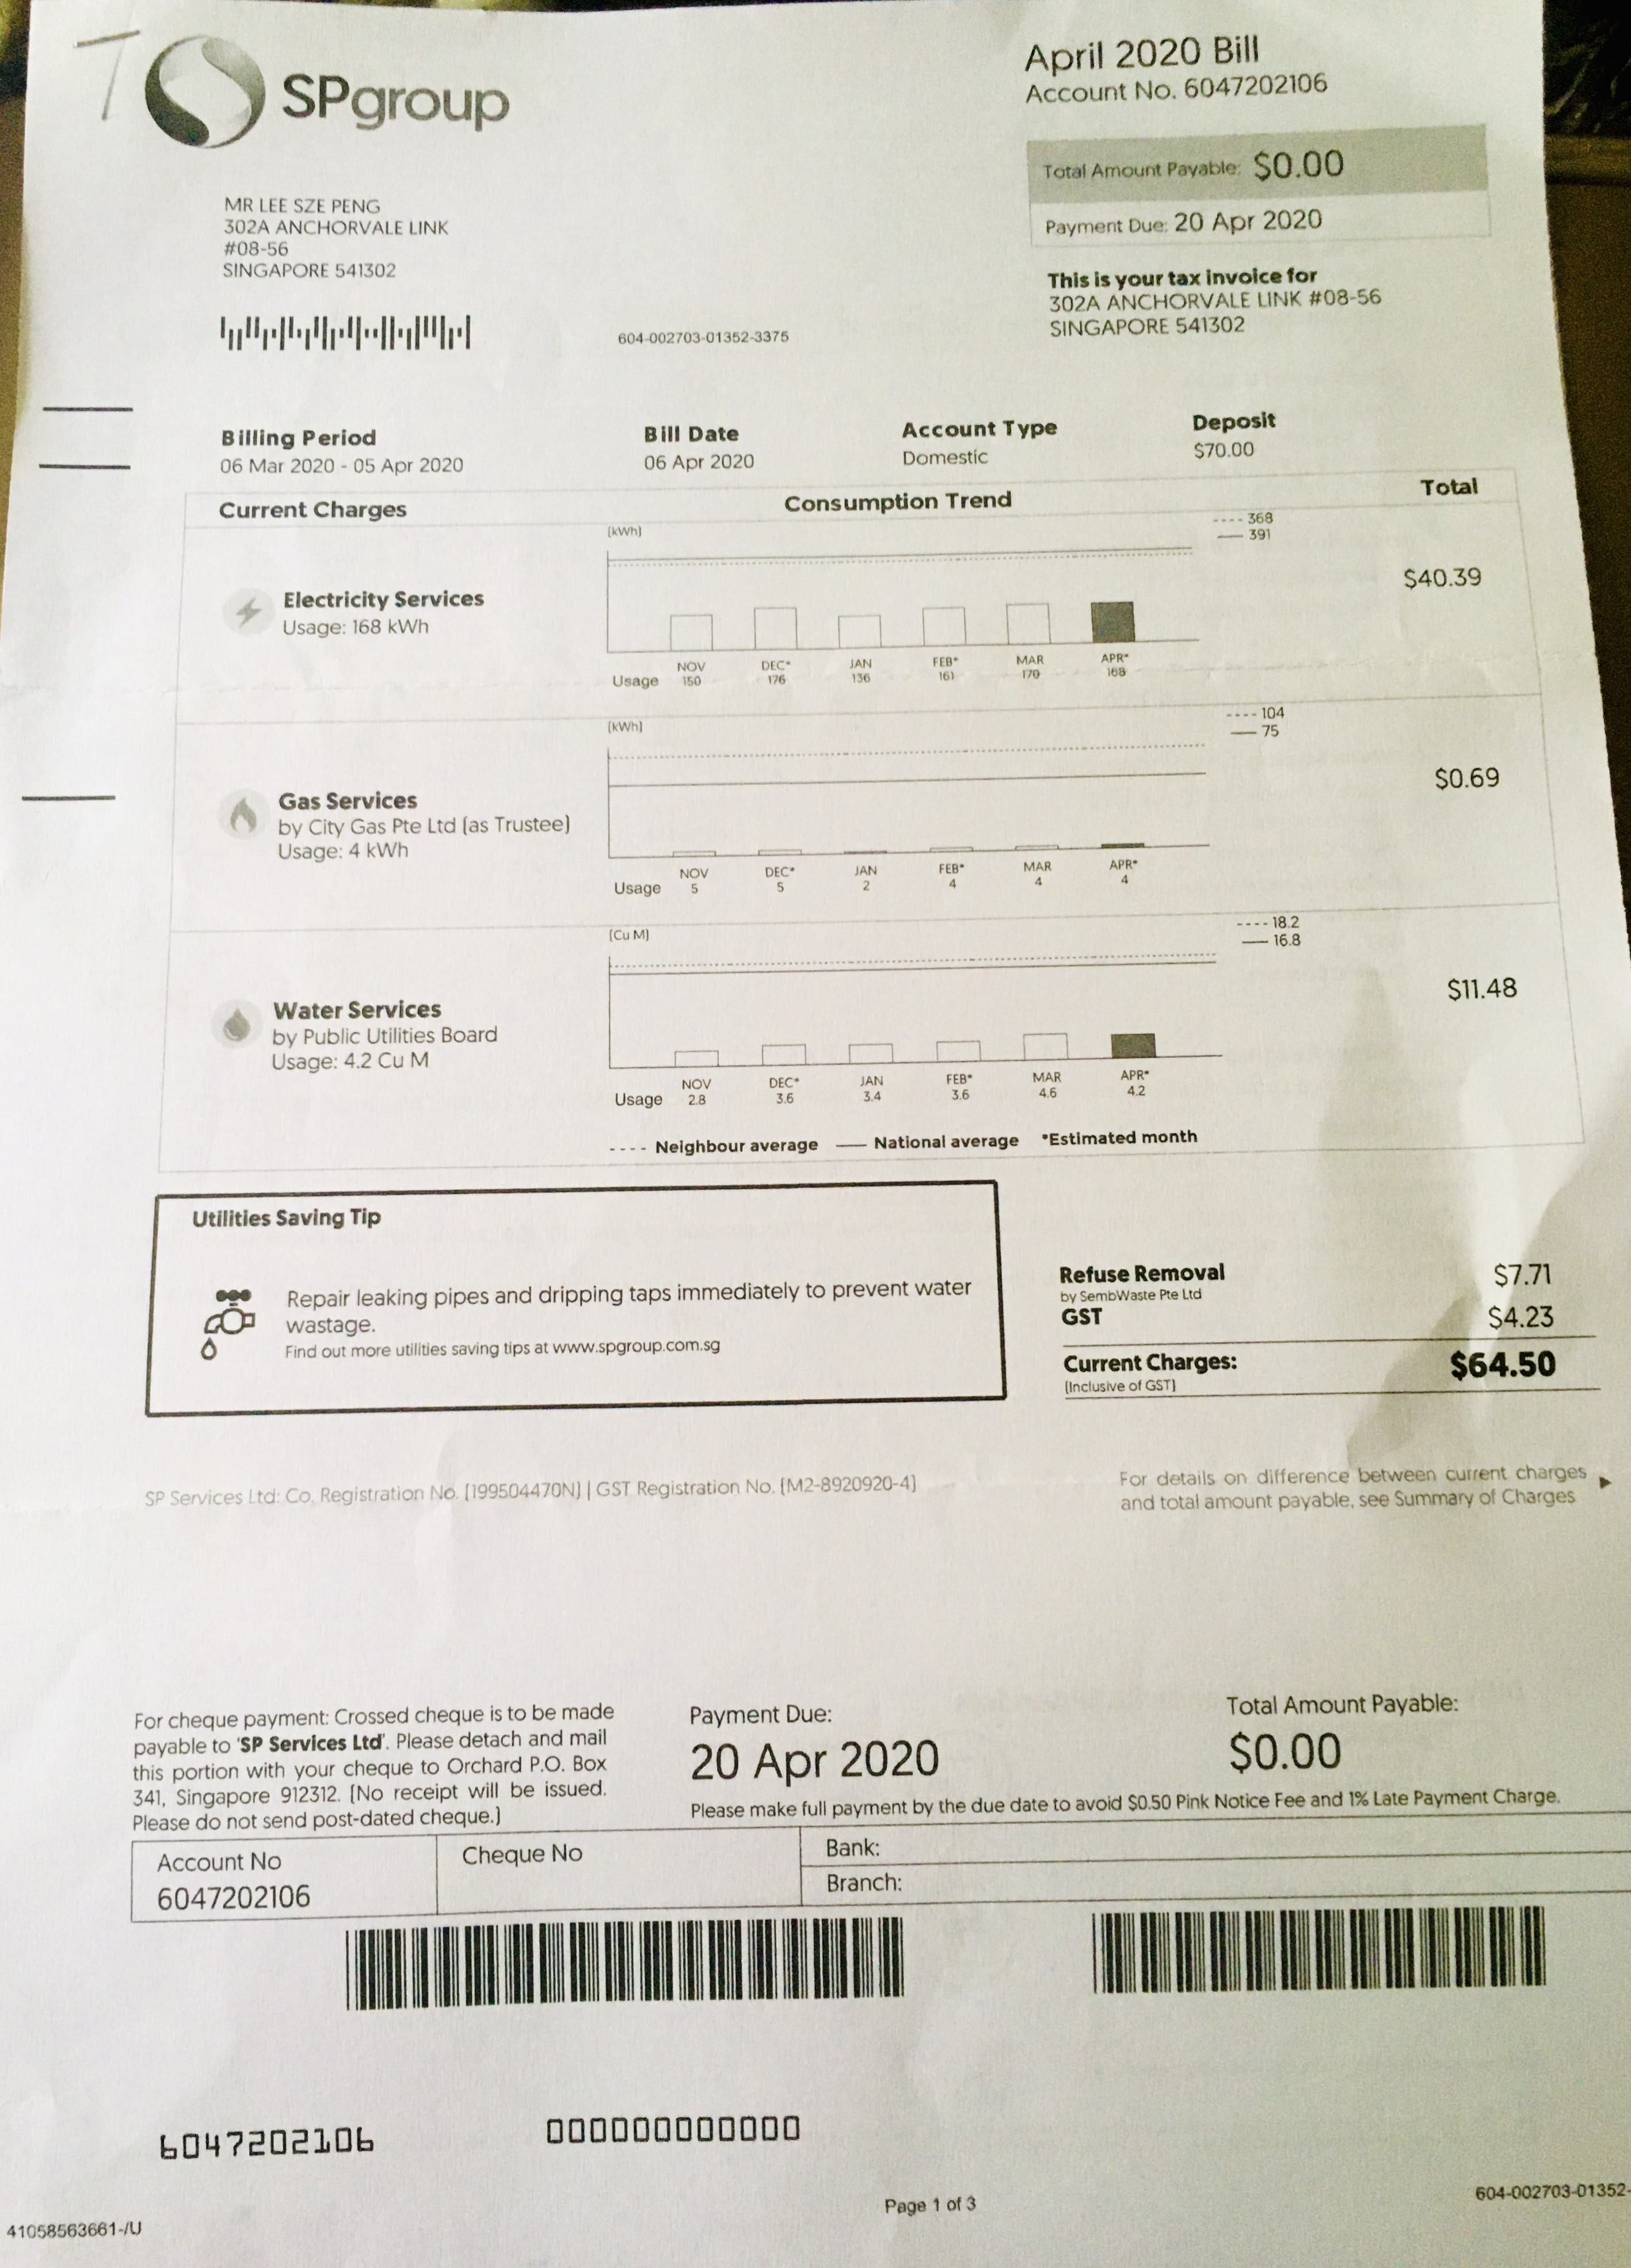 T
SPgroup
April 2020 Bill
Account No. 6047202106
Total Amount Payable: $0.00
Payment Due: 20 Apr 2020
MR LEE SZE PENG
302A ANCHORVALE LINK
#08-56
SINGAPORE 541302
604-002703-01352-3375
This is your tax invoice for
302A ANCHORVALE LINK #08-56
SINGAPORE 541302
Billing Period
06 Mar 2020 - 05 Apr 2020
Bill Date
06 Apr 2020
Account Type
Domestic
Deposit
$70.00
Current Charges Consumption Trend Total
Electricity Services
Usage: 168 kWh
(kWh)
---- 368
—— 391
$40.39
NOV DEC* JAN FEB* MAR APR*
Usage 150 176 136 161 170 168
Gas Services
by City Gas Pte Ltd (as Trustee)
Usage: 4 kWh
(kWh)
---- 104
—— 75
$0.69
NOV DEC* JAN FEB* MAR APR*
Usage 5 5 2 4 4 4
Water Services
by Public Utilities Board
Usage: 4.2 Cu M
(Cu M)
---- 18.2
—— 16.8
$11.48
NOV DEC* JAN FEB* MAR APR*
Usage 2.8 3.6 3.4 3.6 4.6 4.2
---- Neighbour average —— National average *Estimated month
Utilities Saving Tip
Repair leaking pipes and dripping taps immediately to prevent water
wastage.
Find out more utilities saving tips at www.spgroup.com.sg
Refuse Removal $7.71
by SembWaste Pte Ltd
GST $4.23
Current Charges: $64.50
(Inclusive of GST)
SP Services Ltd: Co. Registration No. (199504470N) | GST Registration No. (M2-8920920-4)
For details on difference between current charges
and total amount payable, see Summary of Charges
For cheque payment: Crossed cheque is to be made
payable to 'SP Services Ltd'. Please detach and mail
this portion with your cheque to Orchard P.O. Box
341, Singapore 912312. (No receipt will be issued.
Please do not send post-dated cheque.)
Payment Due:
20 Apr 2020
Total Amount Payable:
$0.00
Please make full payment by the due date to avoid $0.50 Pink Notice Fee and 1% Late Payment Charge.
Account No
6047202106
Cheque No
Bank:
Branch:
6047202106 000000000000
Page 1 of 3
604-002703-01352-
41058563661-/U